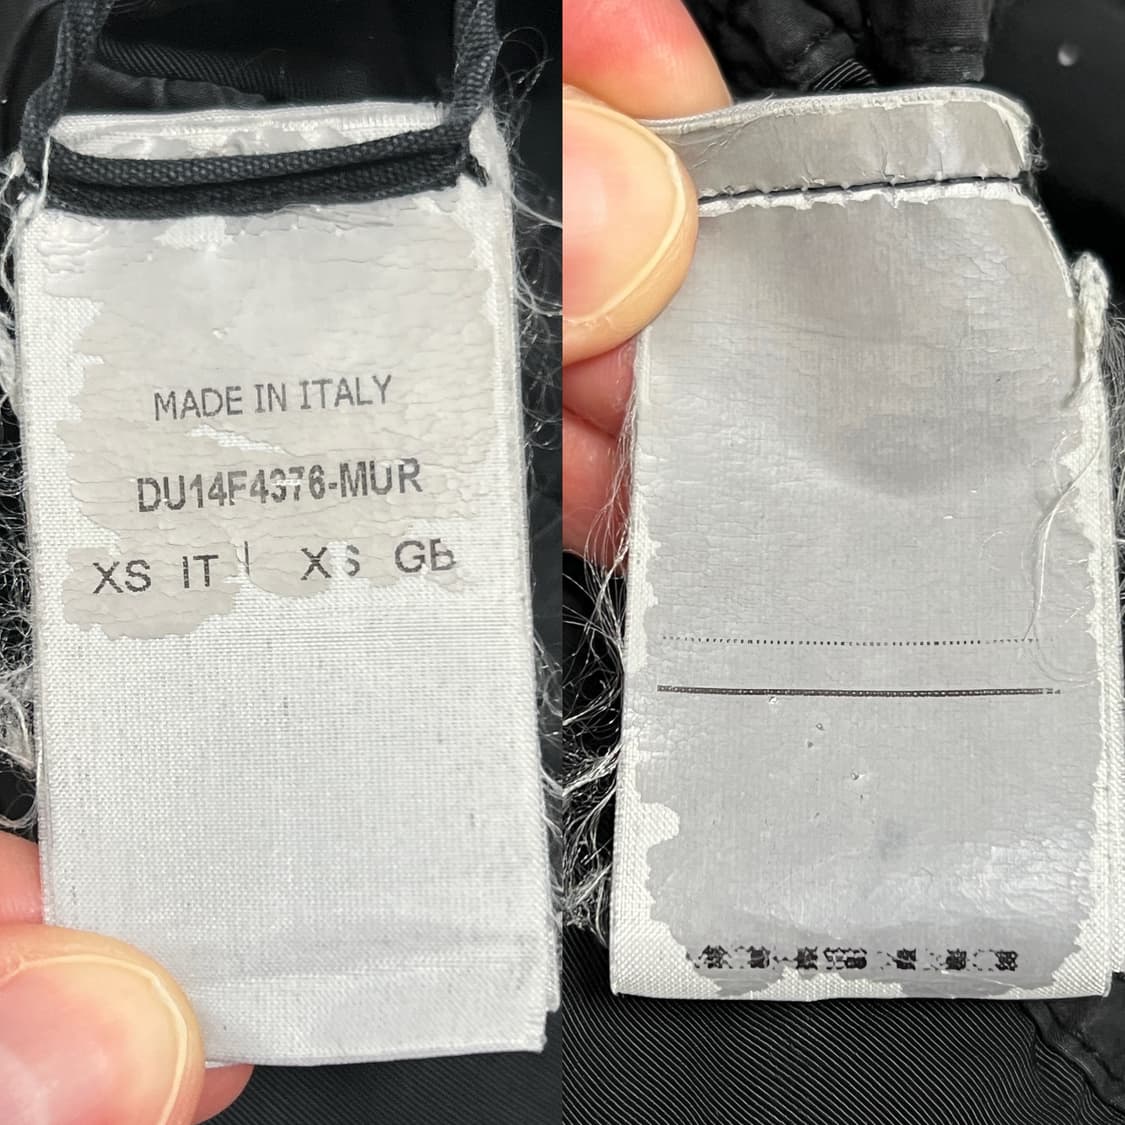 MADE IN ITALY
DU14F4376-MUR
XS IT | XS GB